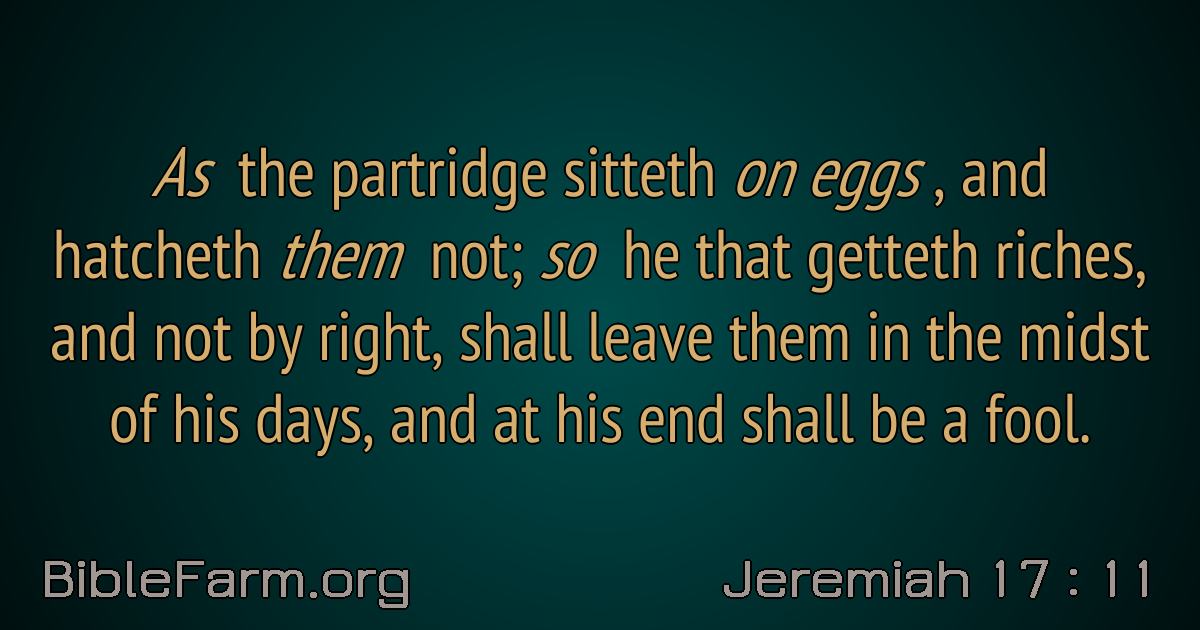 As the partridge sitteth on eggs , and
hatcheth them not; so he that getteth riches,
and not by right, shall leave them in the midst
of his days, and at his end shall be a fool.
BibleFarm.org
Jeremiah 17 : 11